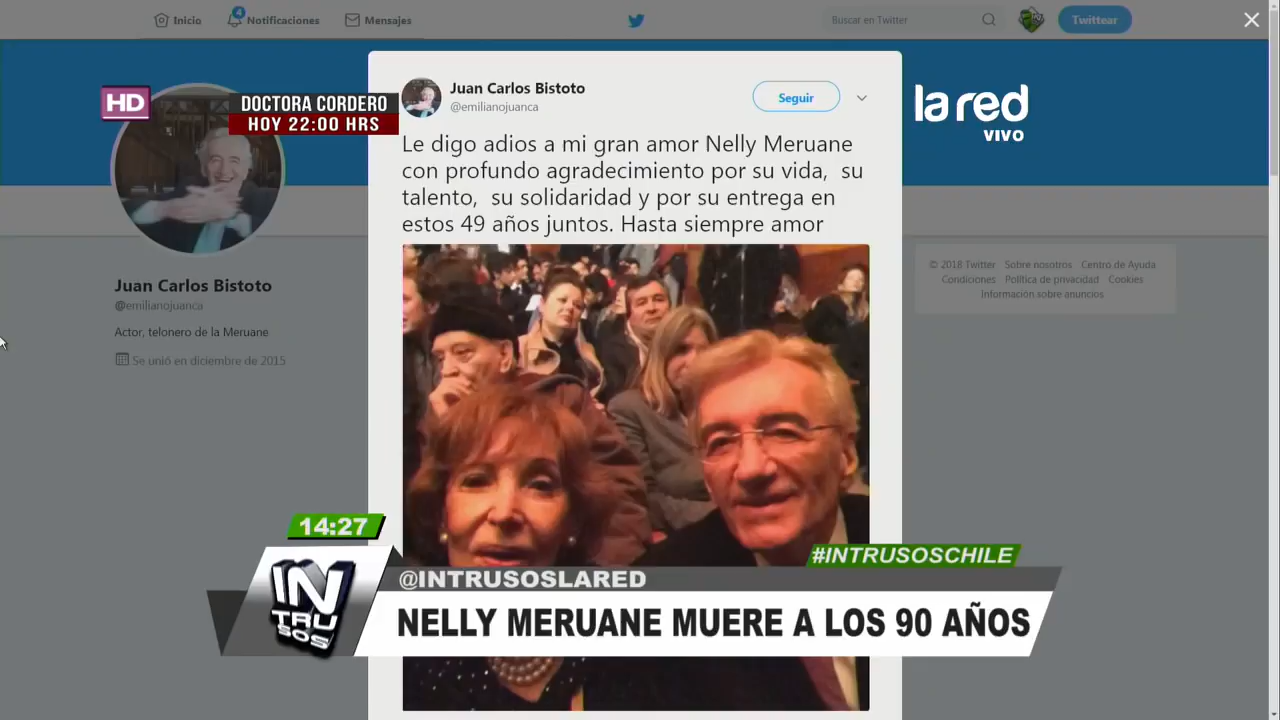 Inicio
4
Notificaciones
Mensajes
Buscar en Twitter
Twittear
HD
DOCTORA CORDERO
HOY 22:00 HRS
Juan Carlos Bistoto
@emilianojuanca
Seguir
la red
VIVO
Le digo adios a mi gran amor Nelly Meruane
con profundo agradecimiento por su vida, su
talento, su solidaridad y por su entrega en
estos 49 años juntos. Hasta siempre amor
Juan Carlos Bistoto
@emilianojuanca
Actor, telonero de la Meruane
Se unió en diciembre de 2015
© 2018 Twitter Sobre nosotros Centro de Ayuda
Condiciones Política de privacidad Cookies
Información sobre anuncios
14:27
#INTRUSOSCHILE
INTRUSOS
@INTRUSOSLARED
NELLY MERUANE MUERE A LOS 90 AÑOS